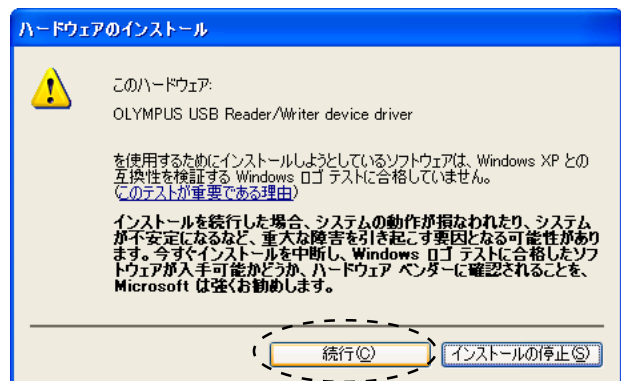 ハードウェアのインストール
このハードウェア:
OLYMPUS USB Reader/Writer device driver
を使用するためにインストールしようとしているソフトウェアは、Windows XP との
互換性を検証する Windows ロゴ テストに合格していません。
(このテストが重要である理由)
インストールを続行した場合、システムの動作が損なわれたり、システム
が不安定になるなど、重大な障害を引き起こす要因となる可能性があり
ます。今すぐインストールを中断し、Windows ロゴ テストに合格したソフ
トウェアが入手可能かどうか、ハードウェア ベンダーに確認されることを、
Microsoft は強くお勧めします。
続行(C) インストールの停止(S)